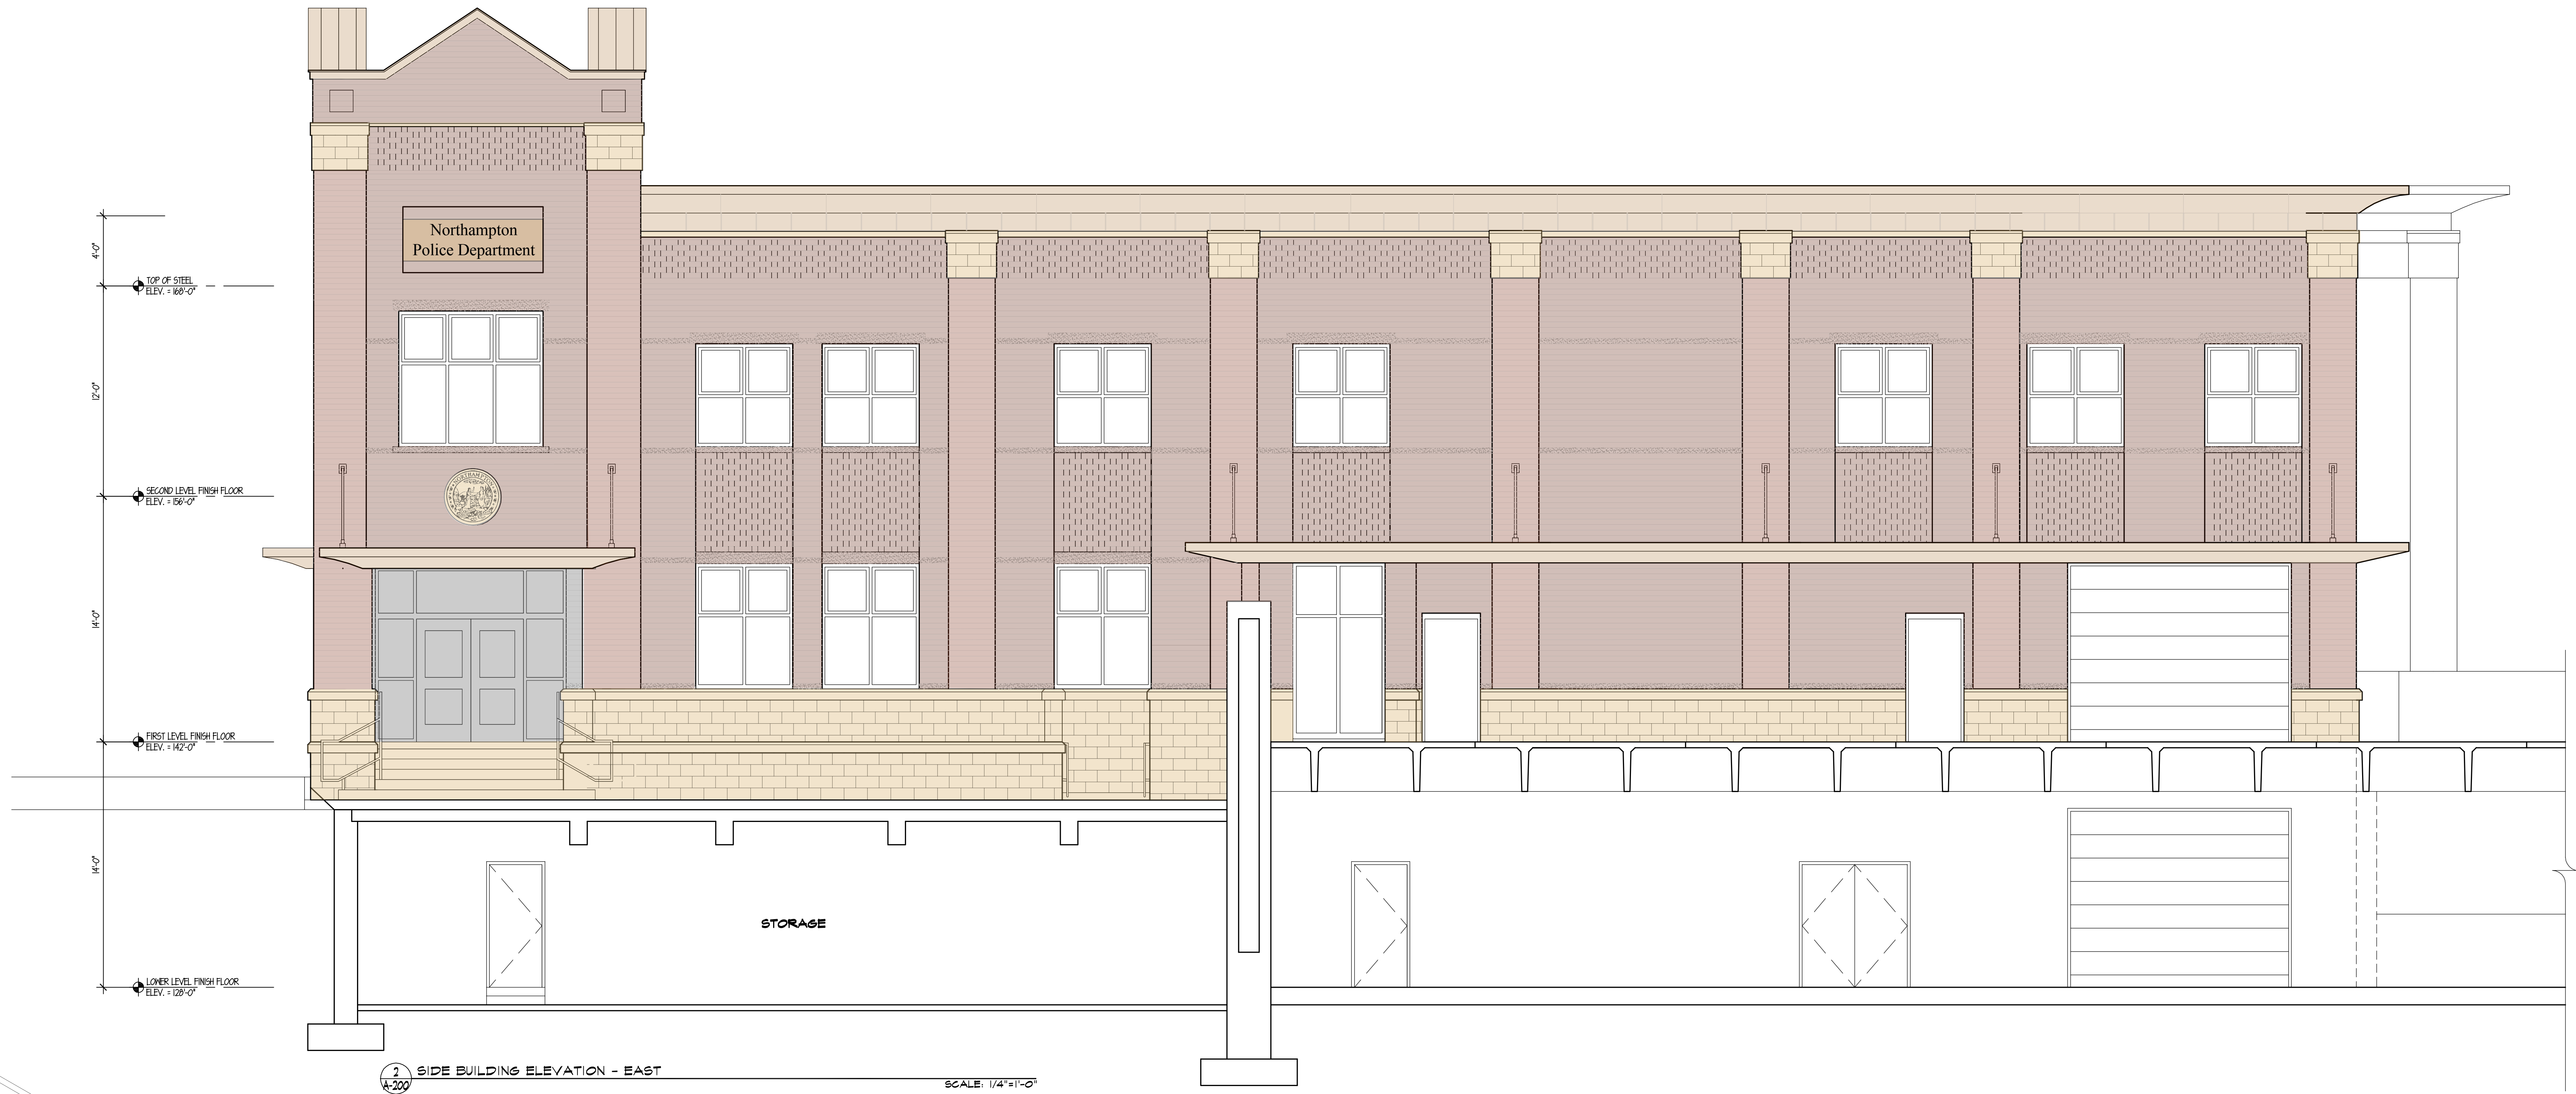 Northampton
Police Department
4'-0"
TOP OF STEEL
ELEV. = 168'-0"
12'-0"
SECOND LEVEL FINISH FLOOR
ELEV. = 156'-0"
NORTHAMPTON
14'-0"
FIRST LEVEL FINISH FLOOR
ELEV. = 142'-0"
14'-0"
STORAGE
LOWER LEVEL FINISH FLOOR
ELEV. = 128'-0"
2
A-200
SIDE BUILDING ELEVATION - EAST
SCALE: 1/4"=1'-0"